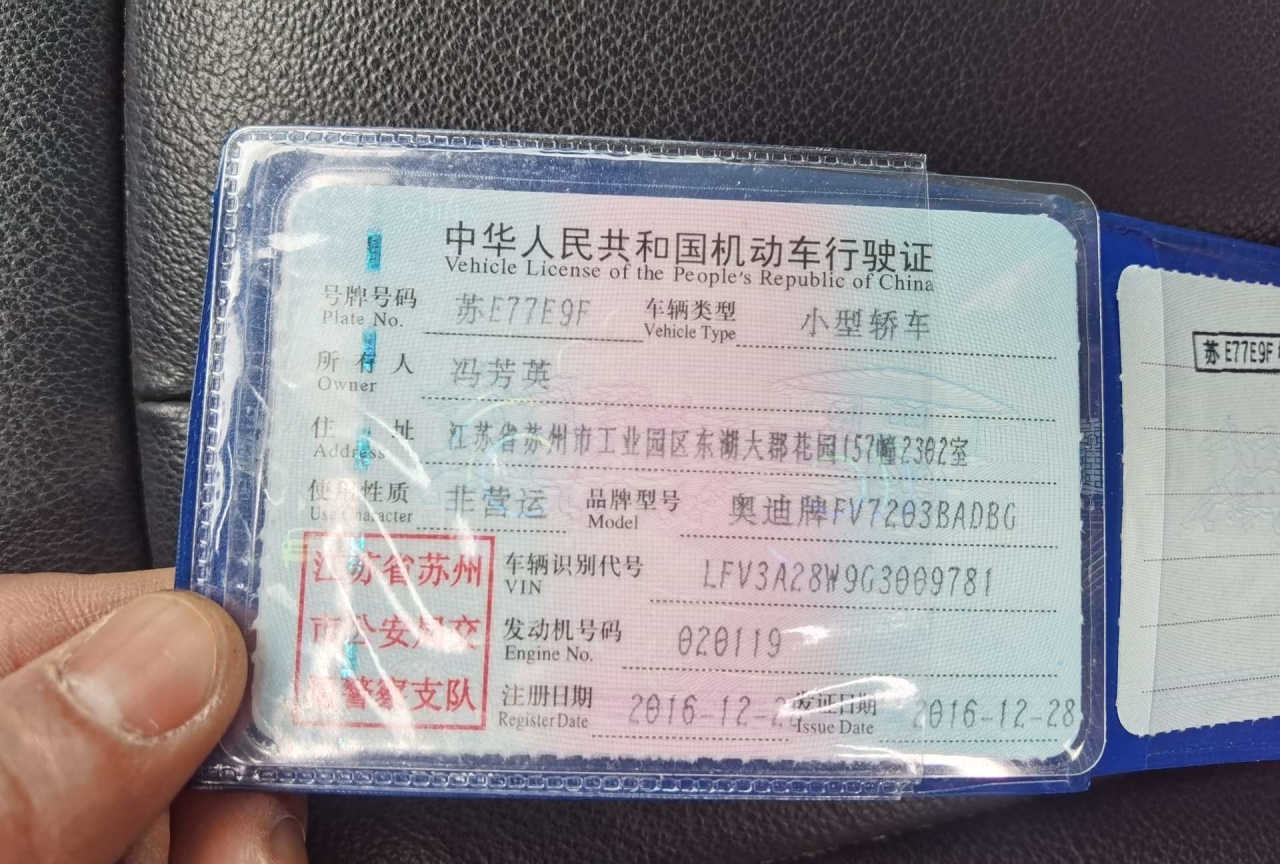 中华人民共和国机动车行驶证
Vehicle License of the People's Republic of China
号牌号码 苏E77E9F 车辆类型 小型轿车
Plate No. Vehicle Type
所有人 冯芳英
Owner
住址 江苏省苏州市工业园区东湖大郡花园157幢2302室
Address
使用性质 非营运 品牌型号 奥迪牌FV7203BADBG
Use Character Model
江苏省苏州
市公安局交
警察支队
车辆识别代号 LFV3A28W9G3009781
VIN
发动机号码 020119
Engine No.
注册日期 2016-12-2 发证日期 2016-12-28
Register Date Issue Date
苏E77E9F